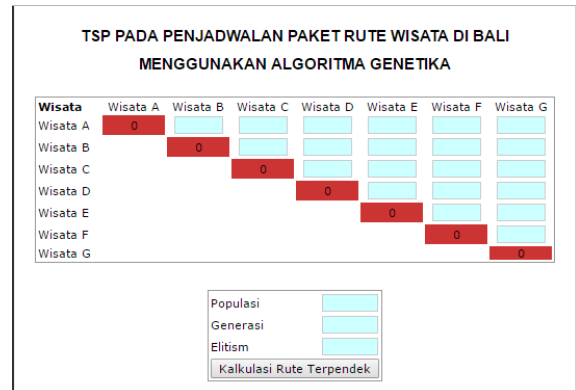 TSP PADA PENJADWALAN PAKET RUTE WISATA DI BALI
MENGGUNAKAN ALGORITMA GENETIKA
Wisata Wisata A Wisata B Wisata C Wisata D Wisata E Wisata F Wisata G
Wisata A 0
Wisata B 0
Wisata C 0
Wisata D 0
Wisata E 0
Wisata F 0
Wisata G 0
Populasi
Generasi
Elitism
Kalkulasi Rute Terpendek